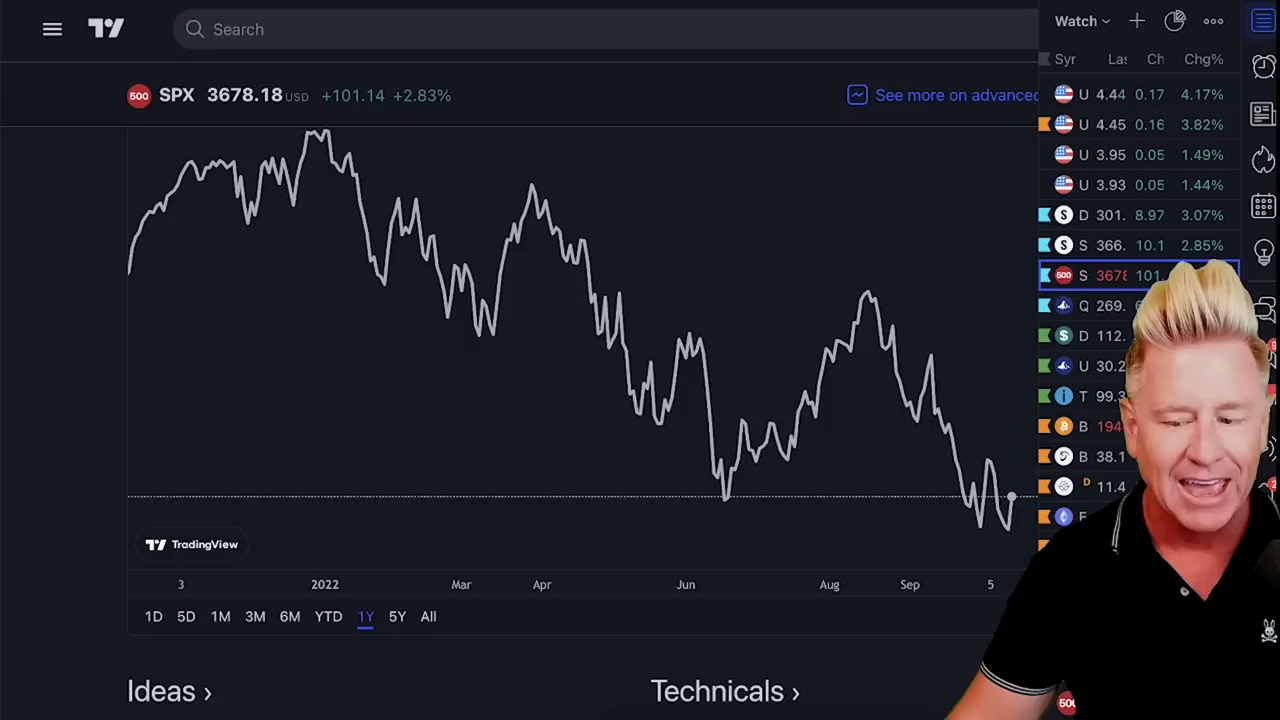 Search
500 SPX 3678.18 USD +101.14 +2.83%
See more on advanced
TradingView
3 2022 Mar Apr Jun Aug Sep 5
1D 5D 1M 3M 6M YTD 1Y 5Y All
Ideas ›
Technicals ›
Watch
Syr Las Ch Chg%
U 4.44 0.17 4.17%
U 4.45 0.16 3.82%
U 3.95 0.05 1.49%
U 3.93 0.05 1.44%
D 301. 8.97 3.07%
S 366. 10.1 2.85%
500 S 3678 101.
Q 269.
D 112.
U 30.2
T 99.3
B 194
B 38.1
D 11.4